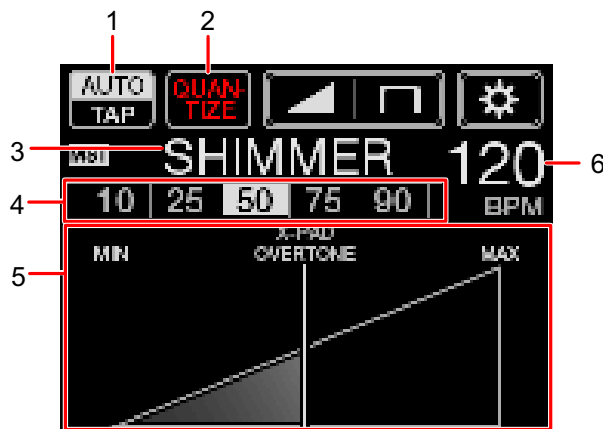 1 2
AUTO QUAN-
TAP TIZE
3 SHIMMER 120 6
4 10 25 50 75 90 BPM
X-PAD
MIN OVERTONE MAX
5